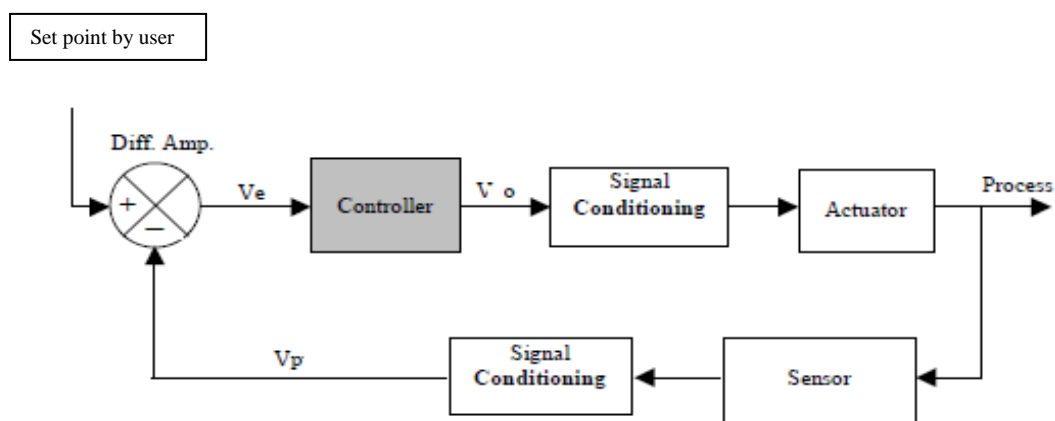 Set point by user
Diff. Amp.
+
−
Ve
Controller
V o
Signal
Conditioning
Actuator
Process
Vp
Signal
Conditioning
Sensor